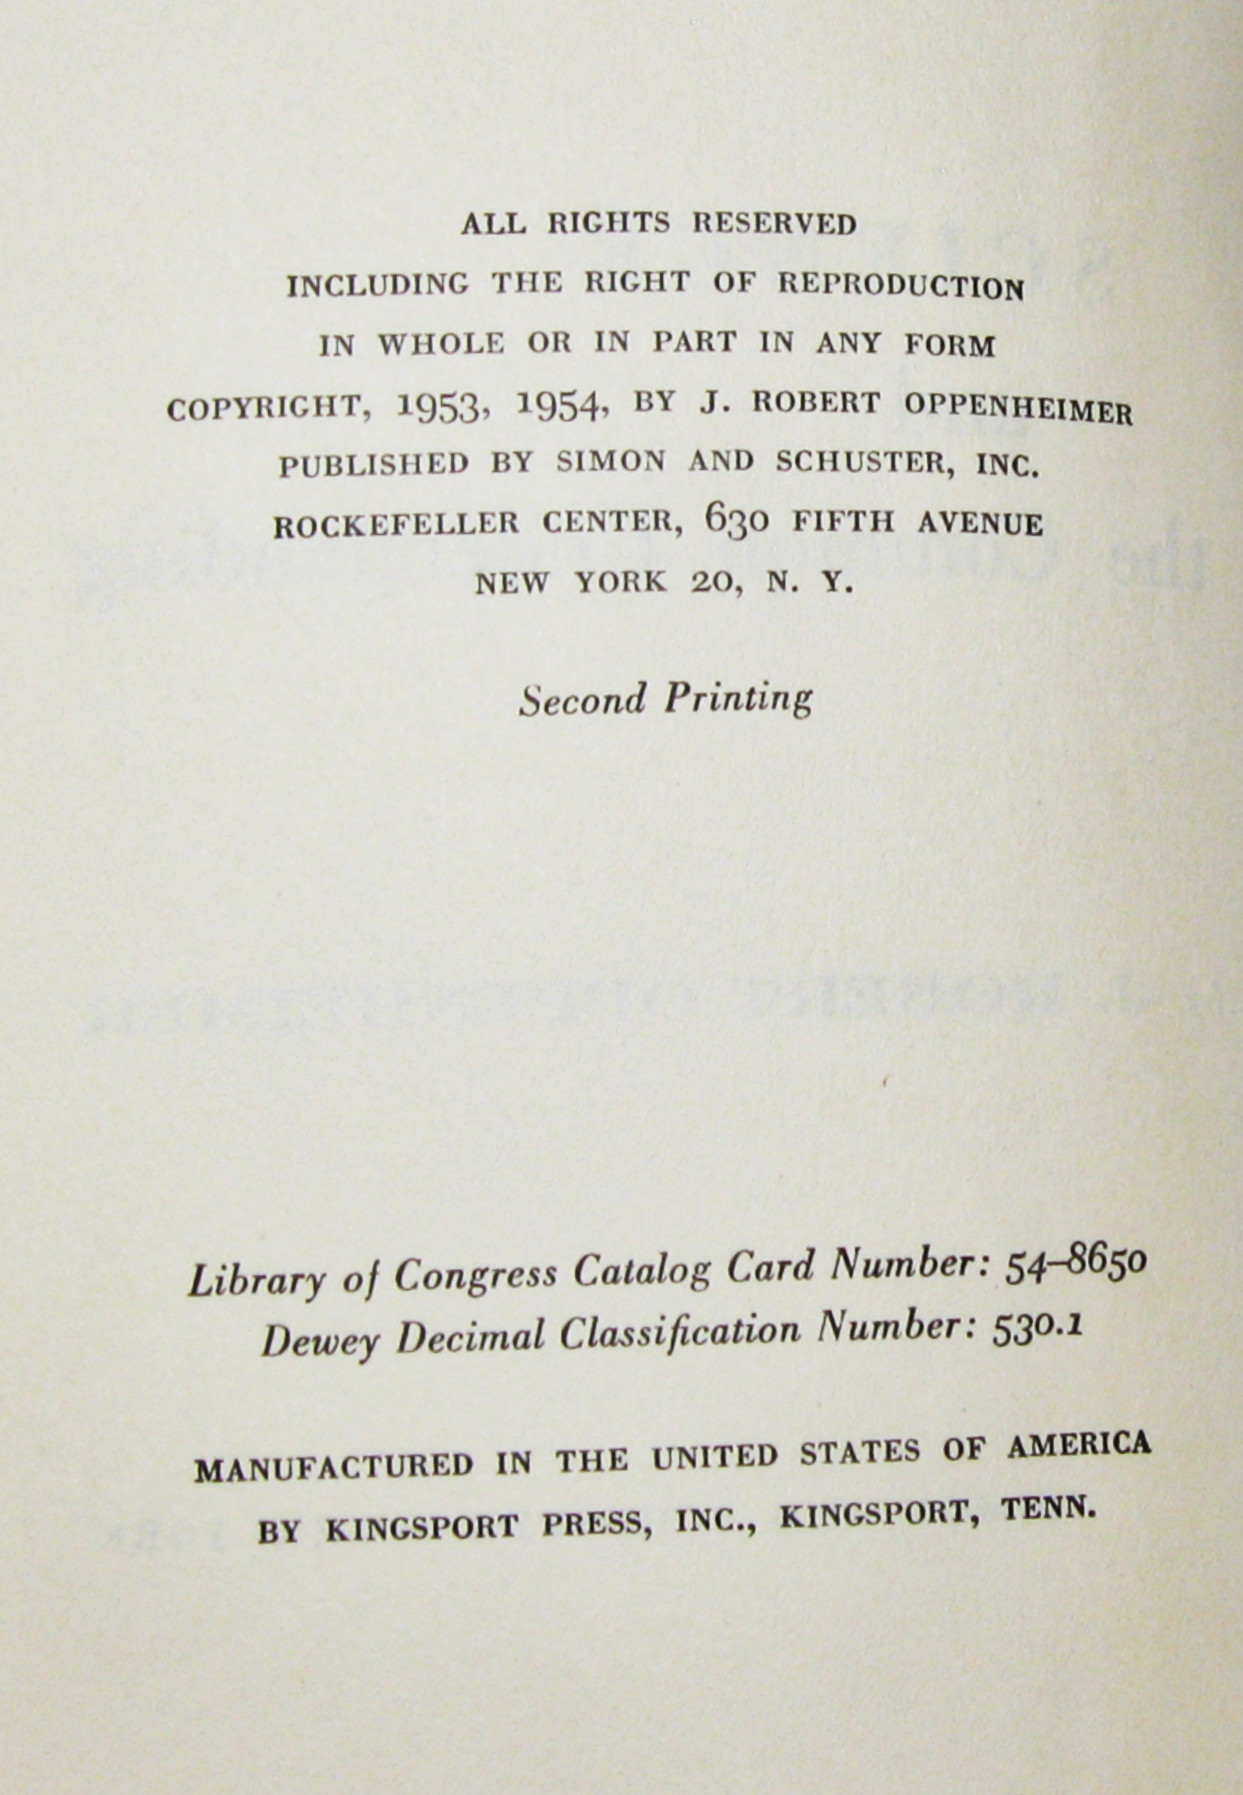 ALL RIGHTS RESERVED
INCLUDING THE RIGHT OF REPRODUCTION
IN WHOLE OR IN PART IN ANY FORM
COPYRIGHT, 1953, 1954, BY J. ROBERT OPPENHEIMER
PUBLISHED BY SIMON AND SCHUSTER, INC.
ROCKEFELLER CENTER, 630 FIFTH AVENUE
NEW YORK 20, N. Y.
Second Printing
Library of Congress Catalog Card Number: 54–8650
Dewey Decimal Classification Number: 530.1
MANUFACTURED IN THE UNITED STATES OF AMERICA
BY KINGSPORT PRESS, INC., KINGSPORT, TENN.